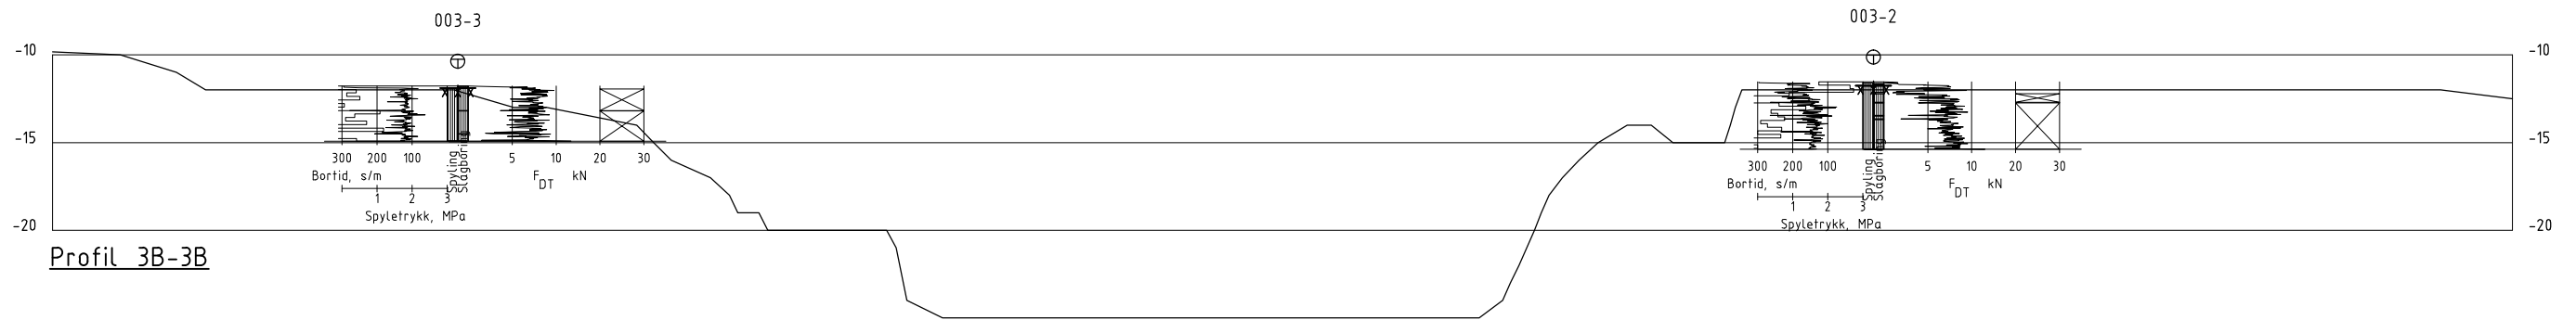 003-3
003-2
-10 -10
-15 -15
300 200 100 5 10 20 30
Spyling
Slagboring
Bortid, s/m
F DT kN
1 2 3
Spyletrykk, MPa
300 200 100 5 10 20 30
Spyling
Slagboring
Bortid, s/m
F DT kN
1 2 3
Spyletrykk, MPa
-20 -20
Profil 3B-3B